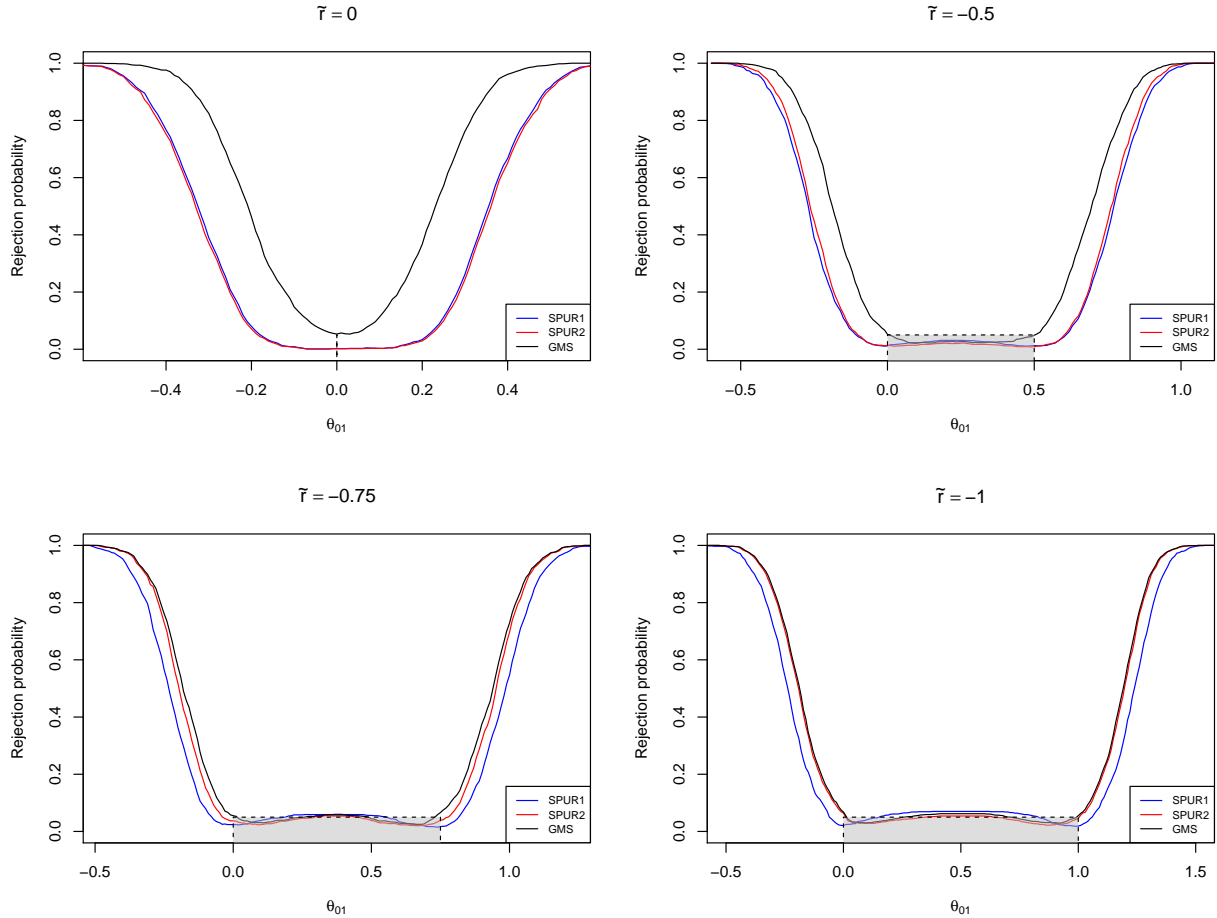 r̃ = 0
Rejection probability
0.0 0.2 0.4 0.6 0.8 1.0
SPUR1
SPUR2
GMS
−0.4 −0.2 0.0 0.2 0.4
θ01
r̃ = −0.5
Rejection probability
0.0 0.2 0.4 0.6 0.8 1.0
SPUR1
SPUR2
GMS
−0.5 0.0 0.5 1.0
θ01
r̃ = −0.75
Rejection probability
0.0 0.2 0.4 0.6 0.8 1.0
SPUR1
SPUR2
GMS
−0.5 0.0 0.5 1.0
θ01
r̃ = −1
Rejection probability
0.0 0.2 0.4 0.6 0.8 1.0
SPUR1
SPUR2
GMS
−0.5 0.0 0.5 1.0 1.5
θ01